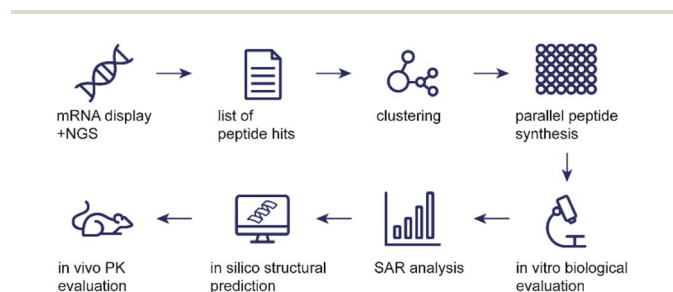 mRNA display
+NGS
list of
peptide hits
clustering
parallel peptide
synthesis
in vivo PK
evaluation
in silico structural
prediction
SAR analysis
in vitro biological
evaluation